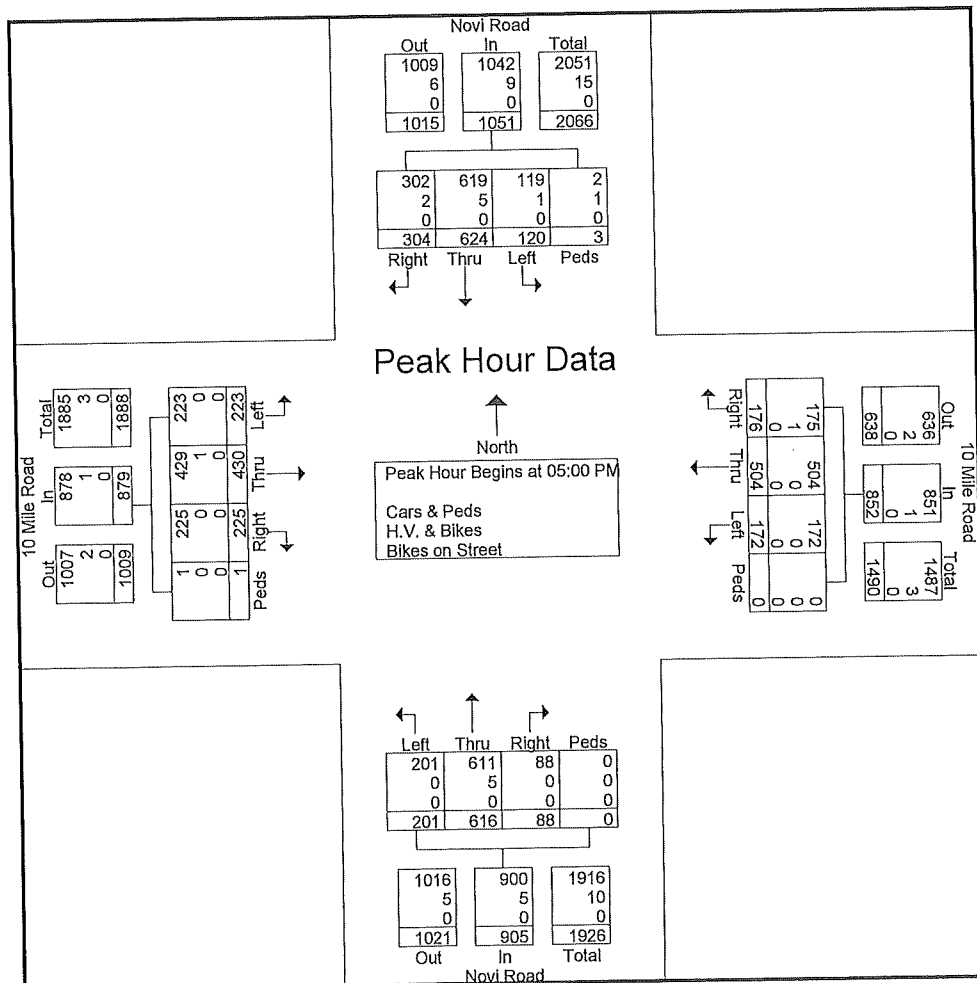 Novi Road
Out In Total
1009 1042 2051
6 9 15
0 0 0
1015 1051 2066
302 619 119 2
2 5 1 1
0 0 0 0
304 624 120 3
Right Thru Left Peds
Peak Hour Data
North
Peak Hour Begins at 05:00 PM
Cars & Peds
H.V. & Bikes
Bikes on Street
10 Mile Road
Out In Total
1007 878 1885
2 1 3
0 0 0
1009 879 1888
1 225 429 223
0 0 1 0
0 0 0 0
1 225 430 223
Peds Right Thru Left
10 Mile Road
Out In Total
636 851 1487
2 1 3
0 0 0
638 852 1490
175 504 172 0
1 0 0 0
0 0 0 0
176 504 172 0
Right Thru Left Peds
Left Thru Right Peds
201 611 88 0
0 5 0 0
0 0 0 0
201 616 88 0
1016 900 1916
5 5 10
0 0 0
1021 905 1926
Out In Total
Novi Road